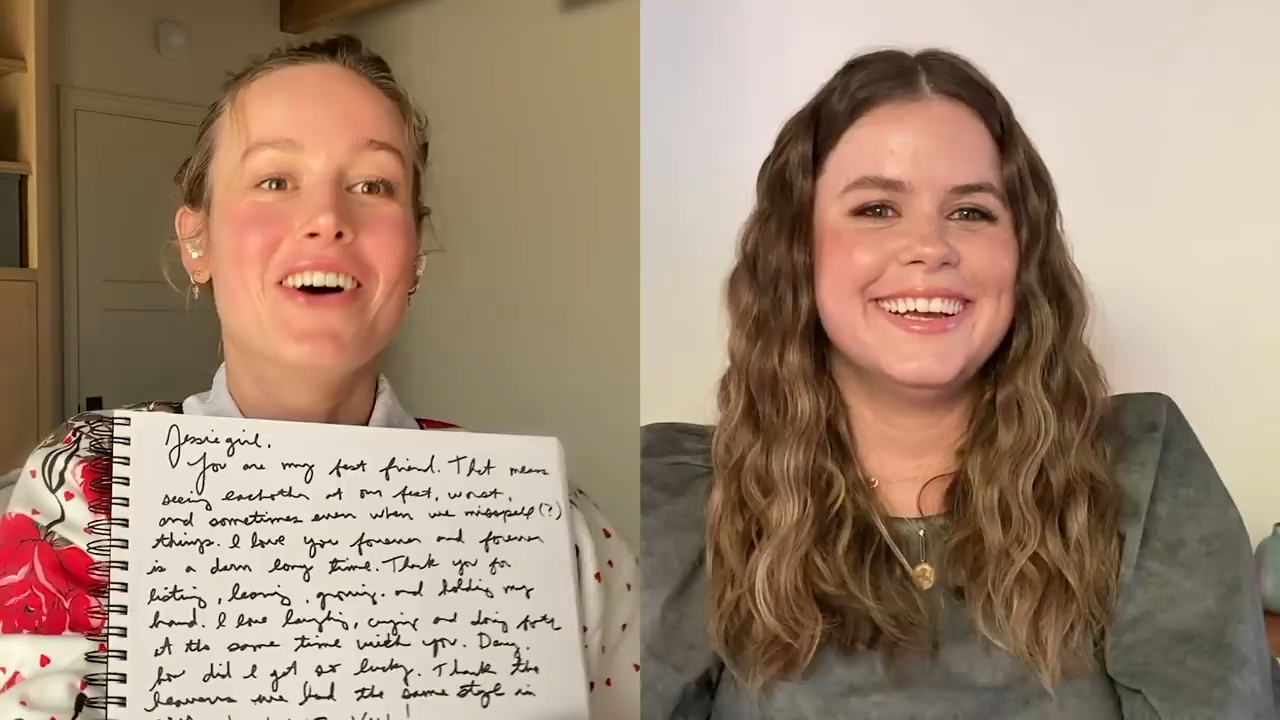 Jessie girl,
You are my best friend. That means
seeing eachother at our best, worst,
and sometimes even when we misspell (?)
things. I love you forever and forever
is a darn long time. Thank you for
listing, leaning, growing. and holding my
hand. I love laughing, crying and doing both
at the same time with you. Dang.
how did I get so lucky. Thank the
heavens we had the same style in